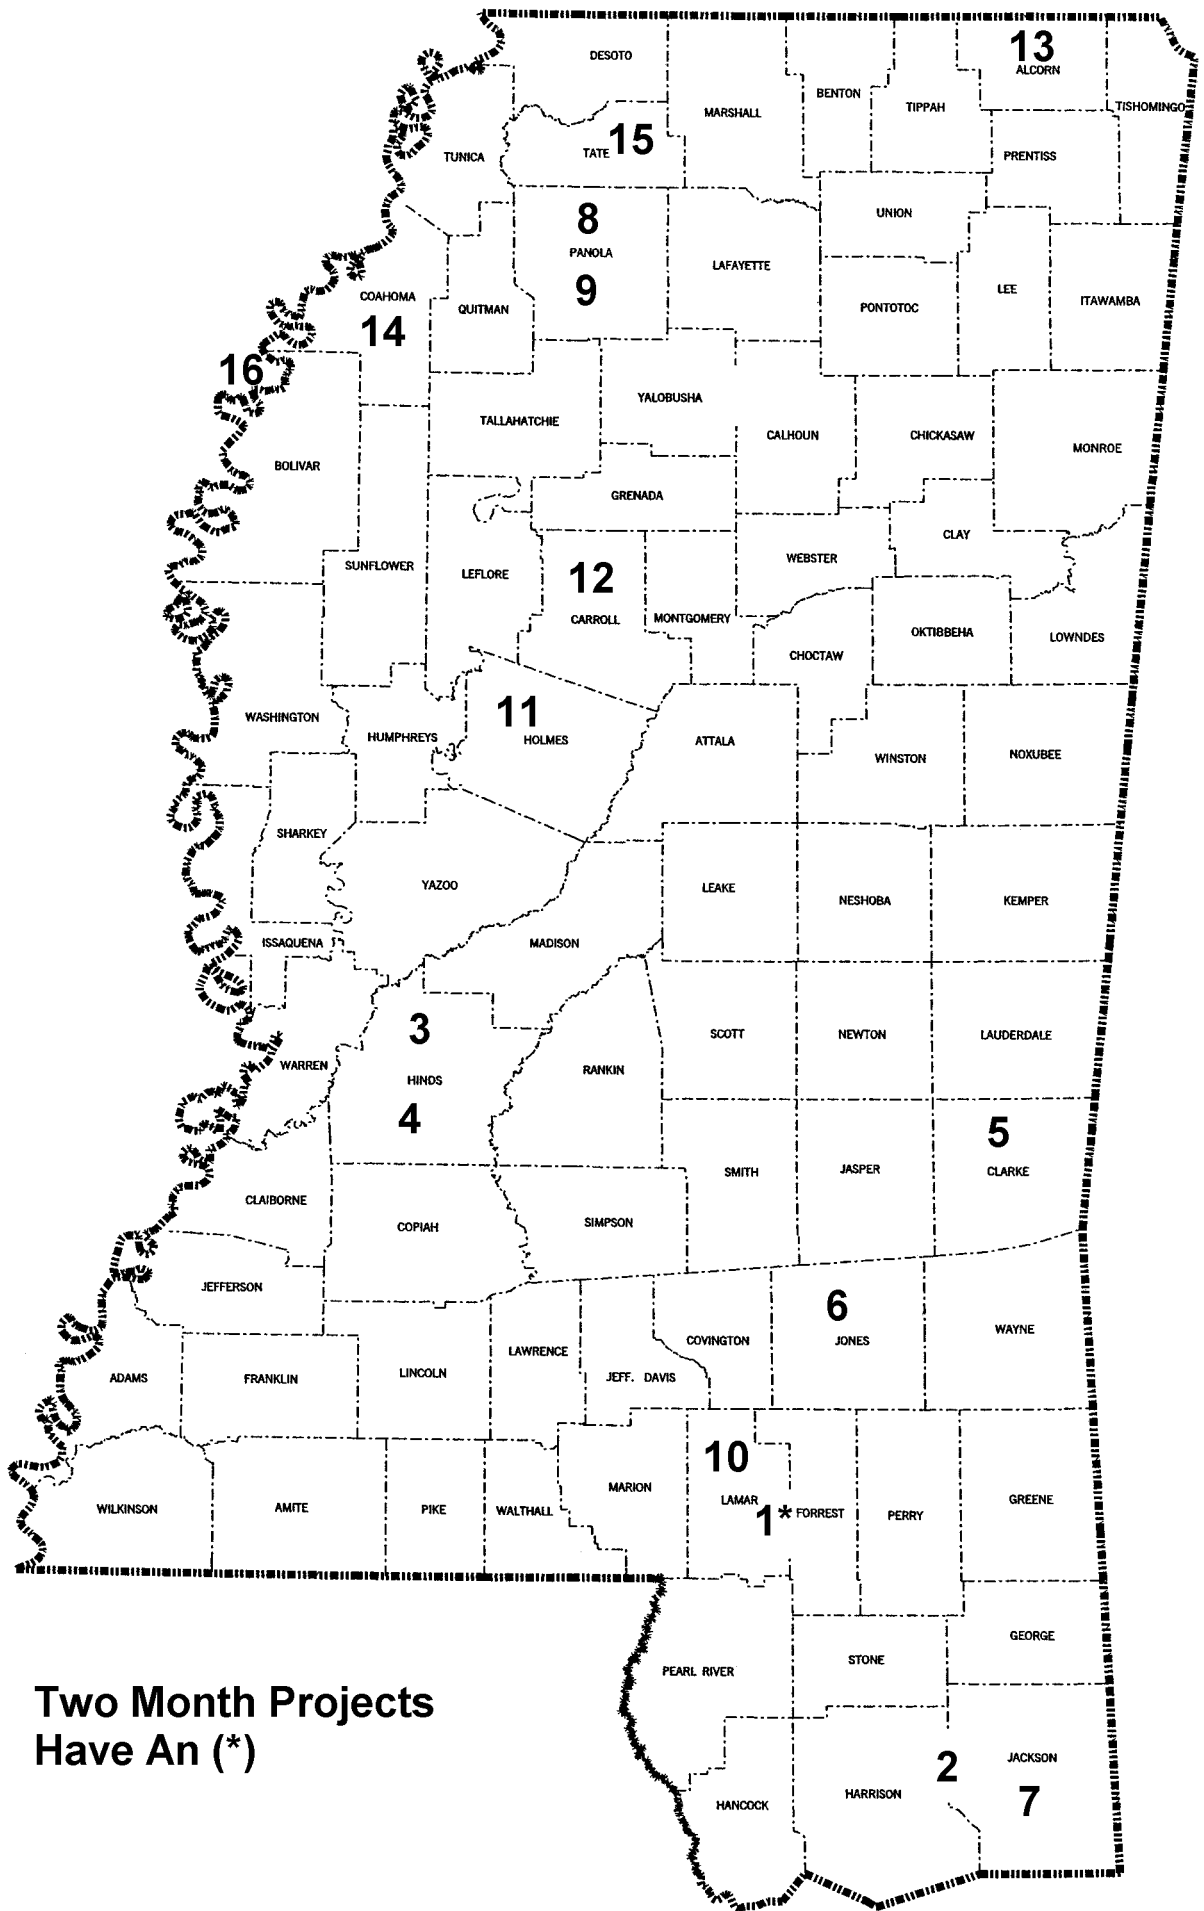 13
DESOTO
ALCORN
MARSHALL
BENTON
TIPPAH
TISHOMINGO
TUNICA
TATE 15
PRENTISS
8
UNION
PANOLA
LAFAYETTE
9
COAHOMA
QUITMAN
PONTOTOC
LEE
ITAWAMBA
14
16
YALOBUSHA
TALLAHATCHIE
CALHOUN
CHICKASAW
MONROE
BOLIVAR
GRENADA
CLAY
SUNFLOWER
LEFLORE
12
WEBSTER
CARROLL
MONTGOMERY
OKTIBBEHA
LOWNDES
CHOCTAW
WASHINGTON
11
HUMPHREYS
HOLMES
ATTALA
WINSTON
NOXUBEE
SHARKEY
YAZOO
LEAKE
NESHOBA
KEMPER
ISSAQUENA
MADISON
3
SCOTT
NEWTON
LAUDERDALE
WARREN
HINDS
RANKIN
4
5
SMITH
JASPER
CLARKE
CLAIBORNE
COPIAH
SIMPSON
JEFFERSON
6
COVINGTON
JONES
WAYNE
ADAMS
FRANKLIN
LINCOLN
LAWRENCE
JEFF. DAVIS
10
WILKINSON
AMITE
PIKE
WALTHALL
MARION
LAMAR
1* FORREST
PERRY
GREENE
GEORGE
STONE
PEARL RIVER
Two Month Projects
Have An (*)
2
JACKSON
HANCOCK
HARRISON
7